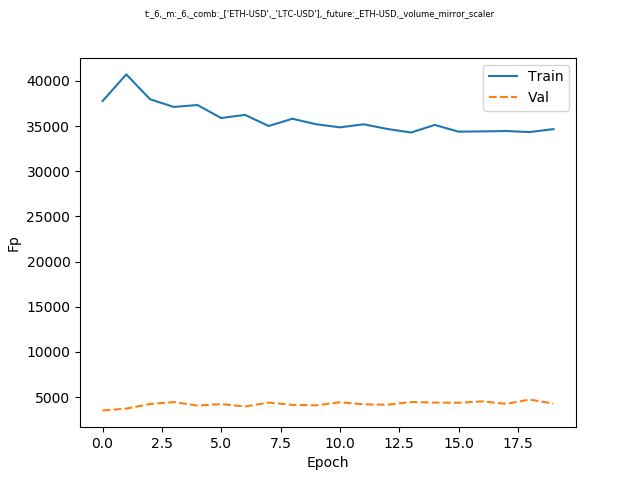 t:_6,_m:_6,_comb:_['ETH-USD',_'LTC-USD'],_future:_ETH-USD,_volume_mirror_scaler
Train
Val
40000
35000
30000
25000
20000
15000
10000
5000
Fp
0.0 2.5 5.0 7.5 10.0 12.5 15.0 17.5
Epoch